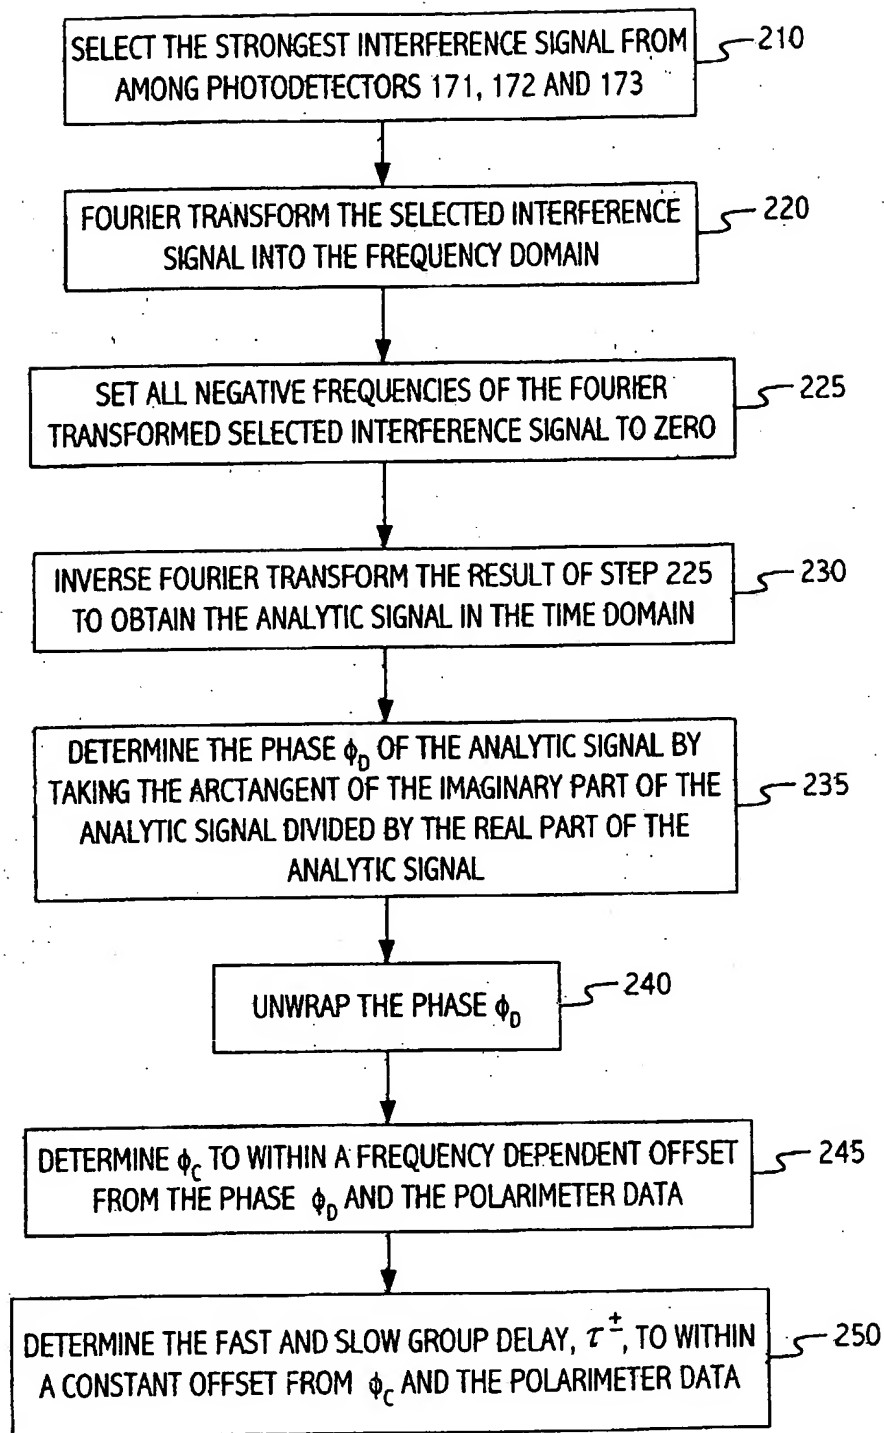 SELECT THE STRONGEST INTERFERENCE SIGNAL FROM
AMONG PHOTODETECTORS 171, 172 AND 173
210
FOURIER TRANSFORM THE SELECTED INTERFERENCE
SIGNAL INTO THE FREQUENCY DOMAIN
220
SET ALL NEGATIVE FREQUENCIES OF THE FOURIER
TRANSFORMED SELECTED INTERFERENCE SIGNAL TO ZERO
225
INVERSE FOURIER TRANSFORM THE RESULT OF STEP 225
TO OBTAIN THE ANALYTIC SIGNAL IN THE TIME DOMAIN.
230
DETERMINE THE PHASE ϕ_D OF THE ANALYTIC SIGNAL BY
TAKING THE ARCTANGENT OF THE IMAGINARY PART OF THE
ANALYTIC SIGNAL DIVIDED BY THE REAL PART OF THE
ANALYTIC SIGNAL
235
UNWRAP THE PHASE ϕ_D
240
DETERMINE ϕ_C TO WITHIN A FREQUENCY DEPENDENT OFFSET
FROM THE PHASE ϕ_D AND THE POLARIMETER DATA
245
DETERMINE THE FAST AND SLOW GROUP DELAY, τ^±, TO WITHIN
A CONSTANT OFFSET FROM ϕ_C AND THE POLARIMETER DATA
250